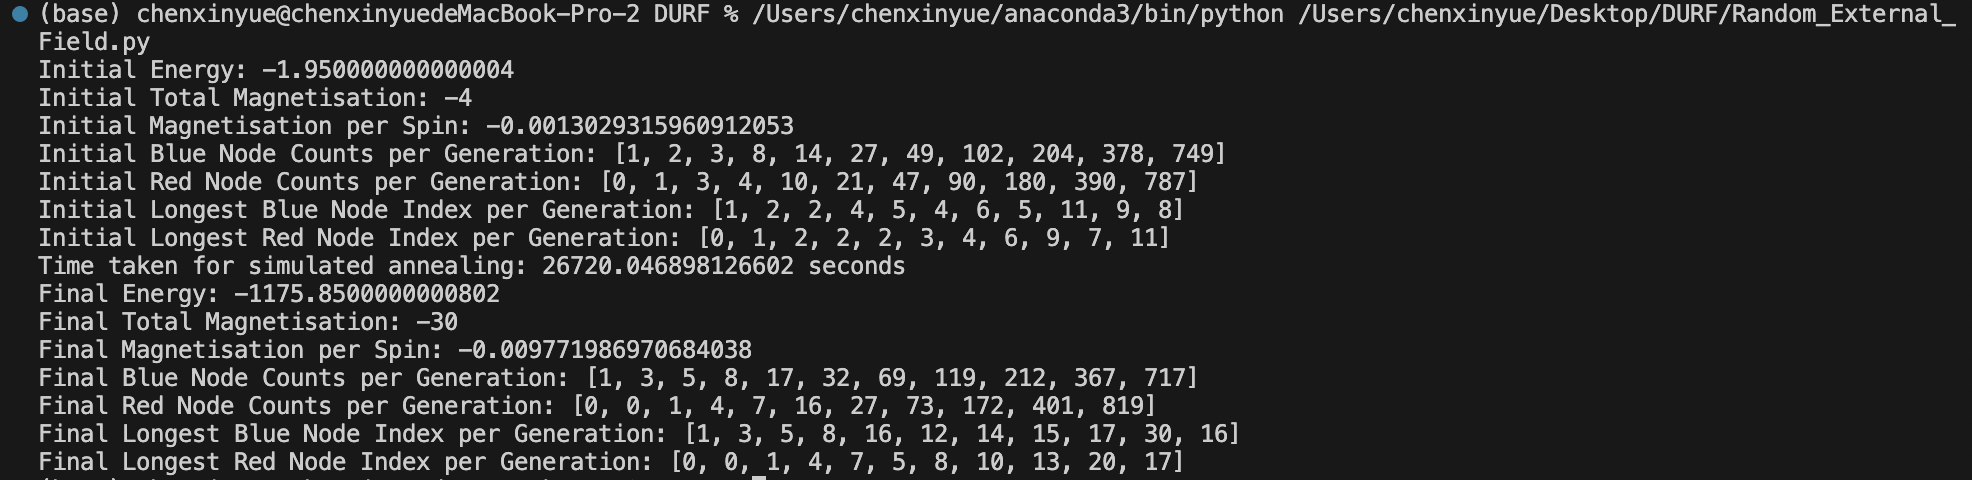 (base) chenxinyue@chenxinyuedeMacBook-Pro-2 DURF % /Users/chenxinyue/anaconda3/bin/python /Users/chenxinyue/Desktop/DURF/Random_External_
Field.py
Initial Energy: -1.950000000000004
Initial Total Magnetisation: -4
Initial Magnetisation per Spin: -0.0013029315960912053
Initial Blue Node Counts per Generation: [1, 2, 3, 8, 14, 27, 49, 102, 204, 378, 749]
Initial Red Node Counts per Generation: [0, 1, 3, 4, 10, 21, 47, 90, 180, 390, 787]
Initial Longest Blue Node Index per Generation: [1, 2, 2, 4, 5, 4, 6, 5, 11, 9, 8]
Initial Longest Red Node Index per Generation: [0, 1, 2, 2, 2, 3, 4, 6, 9, 7, 11]
Time taken for simulated annealing: 26720.046898126602 seconds
Final Energy: -1175.8500000000802
Final Total Magnetisation: -30
Final Magnetisation per Spin: -0.009771986970684038
Final Blue Node Counts per Generation: [1, 3, 5, 8, 17, 32, 69, 119, 212, 367, 717]
Final Red Node Counts per Generation: [0, 0, 1, 4, 7, 16, 27, 73, 172, 401, 819]
Final Longest Blue Node Index per Generation: [1, 3, 5, 8, 16, 12, 14, 15, 17, 30, 16]
Final Longest Red Node Index per Generation: [0, 0, 1, 4, 7, 5, 8, 10, 13, 20, 17]